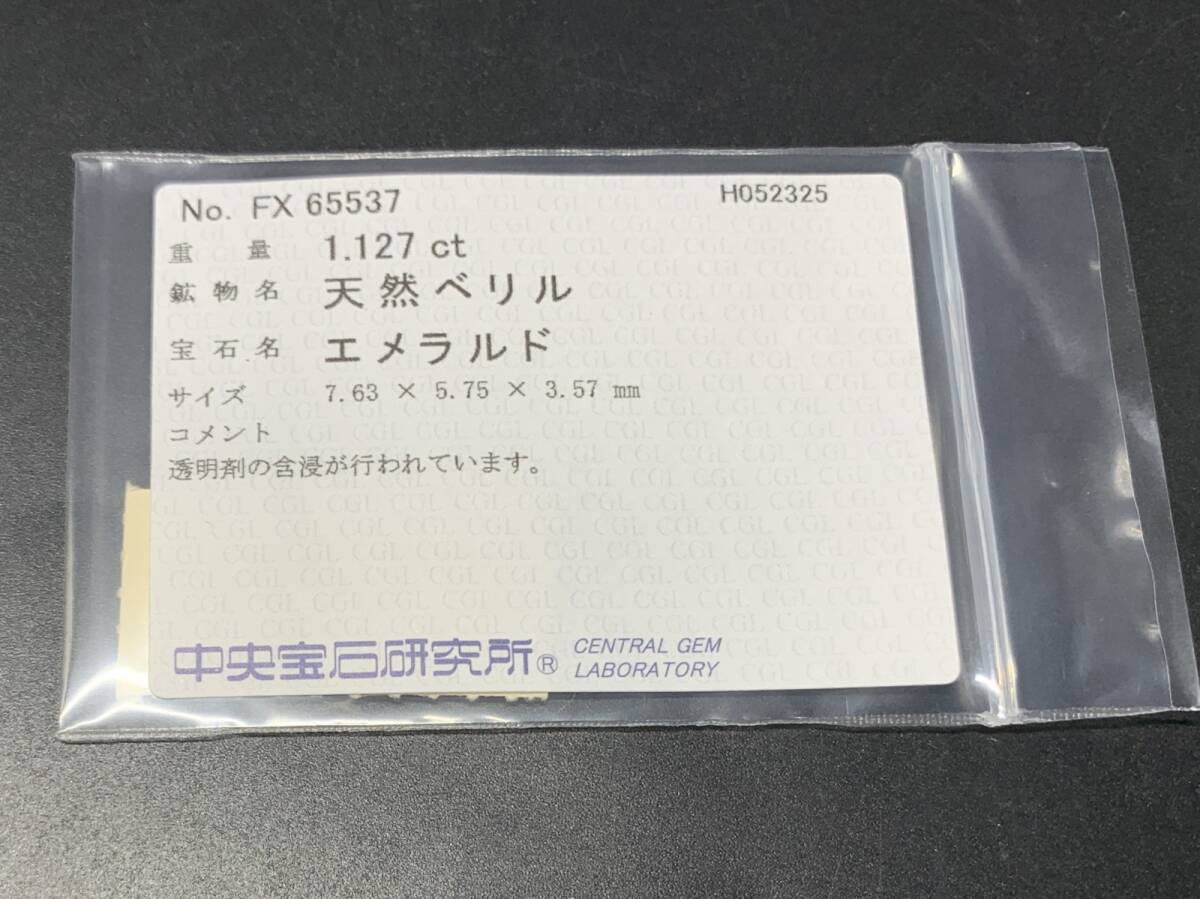 No. FX 65537 H052325
重量 1.127 ct
鉱物名 天然ベリル
宝石名 エメラルド
サイズ 7.63 × 5.75 × 3.57 mm
コメント
透明剤の含浸が行われています。
中央宝石研究所® CENTRAL GEM
LABORATORY